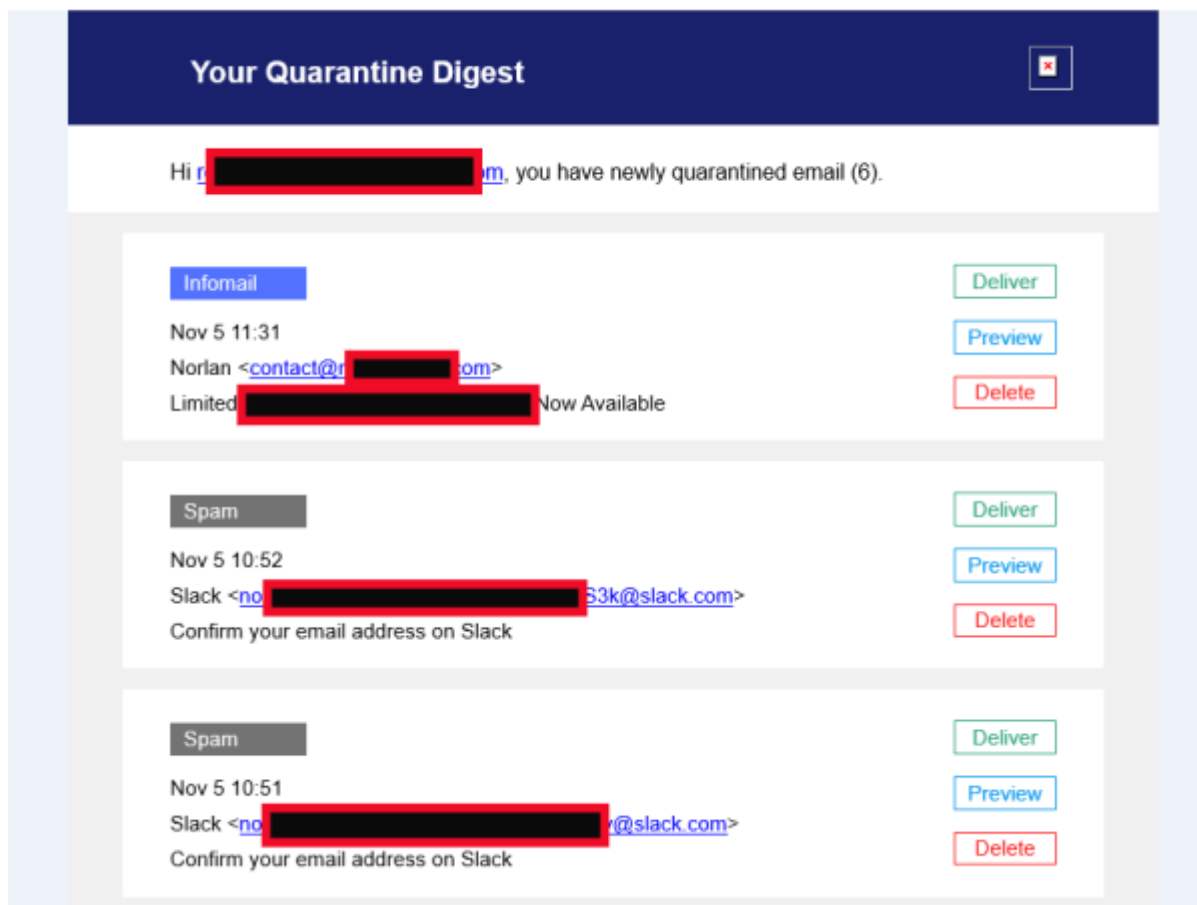 Your Quarantine Digest
Hi r om, you have newly quarantined email (6).
Infomail
Deliver
Nov 5 11:31
Preview
Norlan <contact@r com>
Delete
Limited Now Available
Spam
Deliver
Nov 5 10:52
Preview
Slack <no S3k@slack.com>
Delete
Confirm your email address on Slack
Spam
Deliver
Nov 5 10:51
Preview
Slack <no @slack.com>
Delete
Confirm your email address on Slack